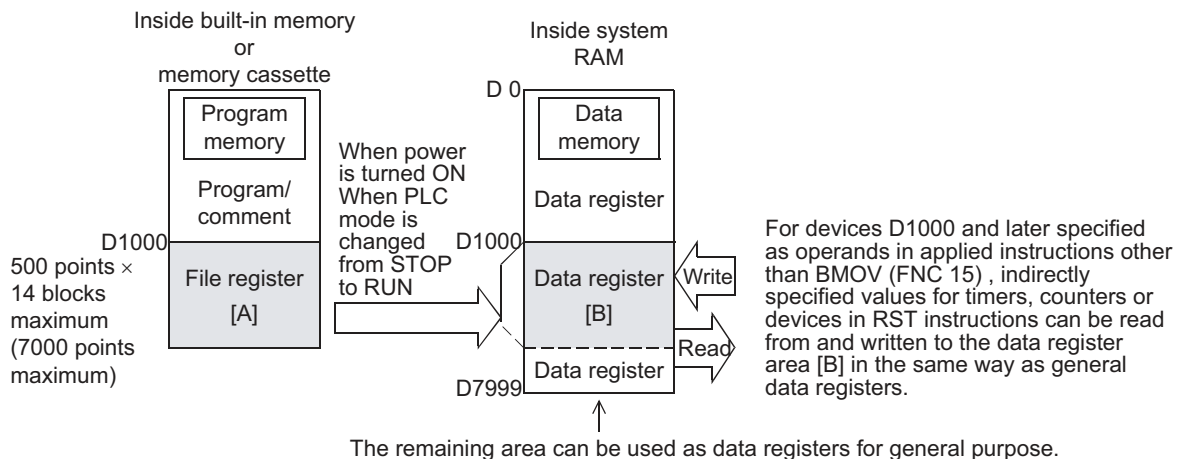 Inside built-in memory
or
memory cassette
Program
memory
Program/
comment
D1000
File register
[A]
500 points ×
14 blocks
maximum
(7000 points
maximum)
When power
is turned ON
When PLC
mode is
changed
from STOP
to RUN
Inside system
RAM
D 0
Data
memory
Data register
D1000
Data register
[B]
Data register
D7999
Write
Read
For devices D1000 and later specified
as operands in applied instructions other
than BMOV (FNC 15) , indirectly
specified values for timers, counters or
devices in RST instructions can be read
from and written to the data register
area [B] in the same way as general
data registers.
The remaining area can be used as data registers for general purpose.